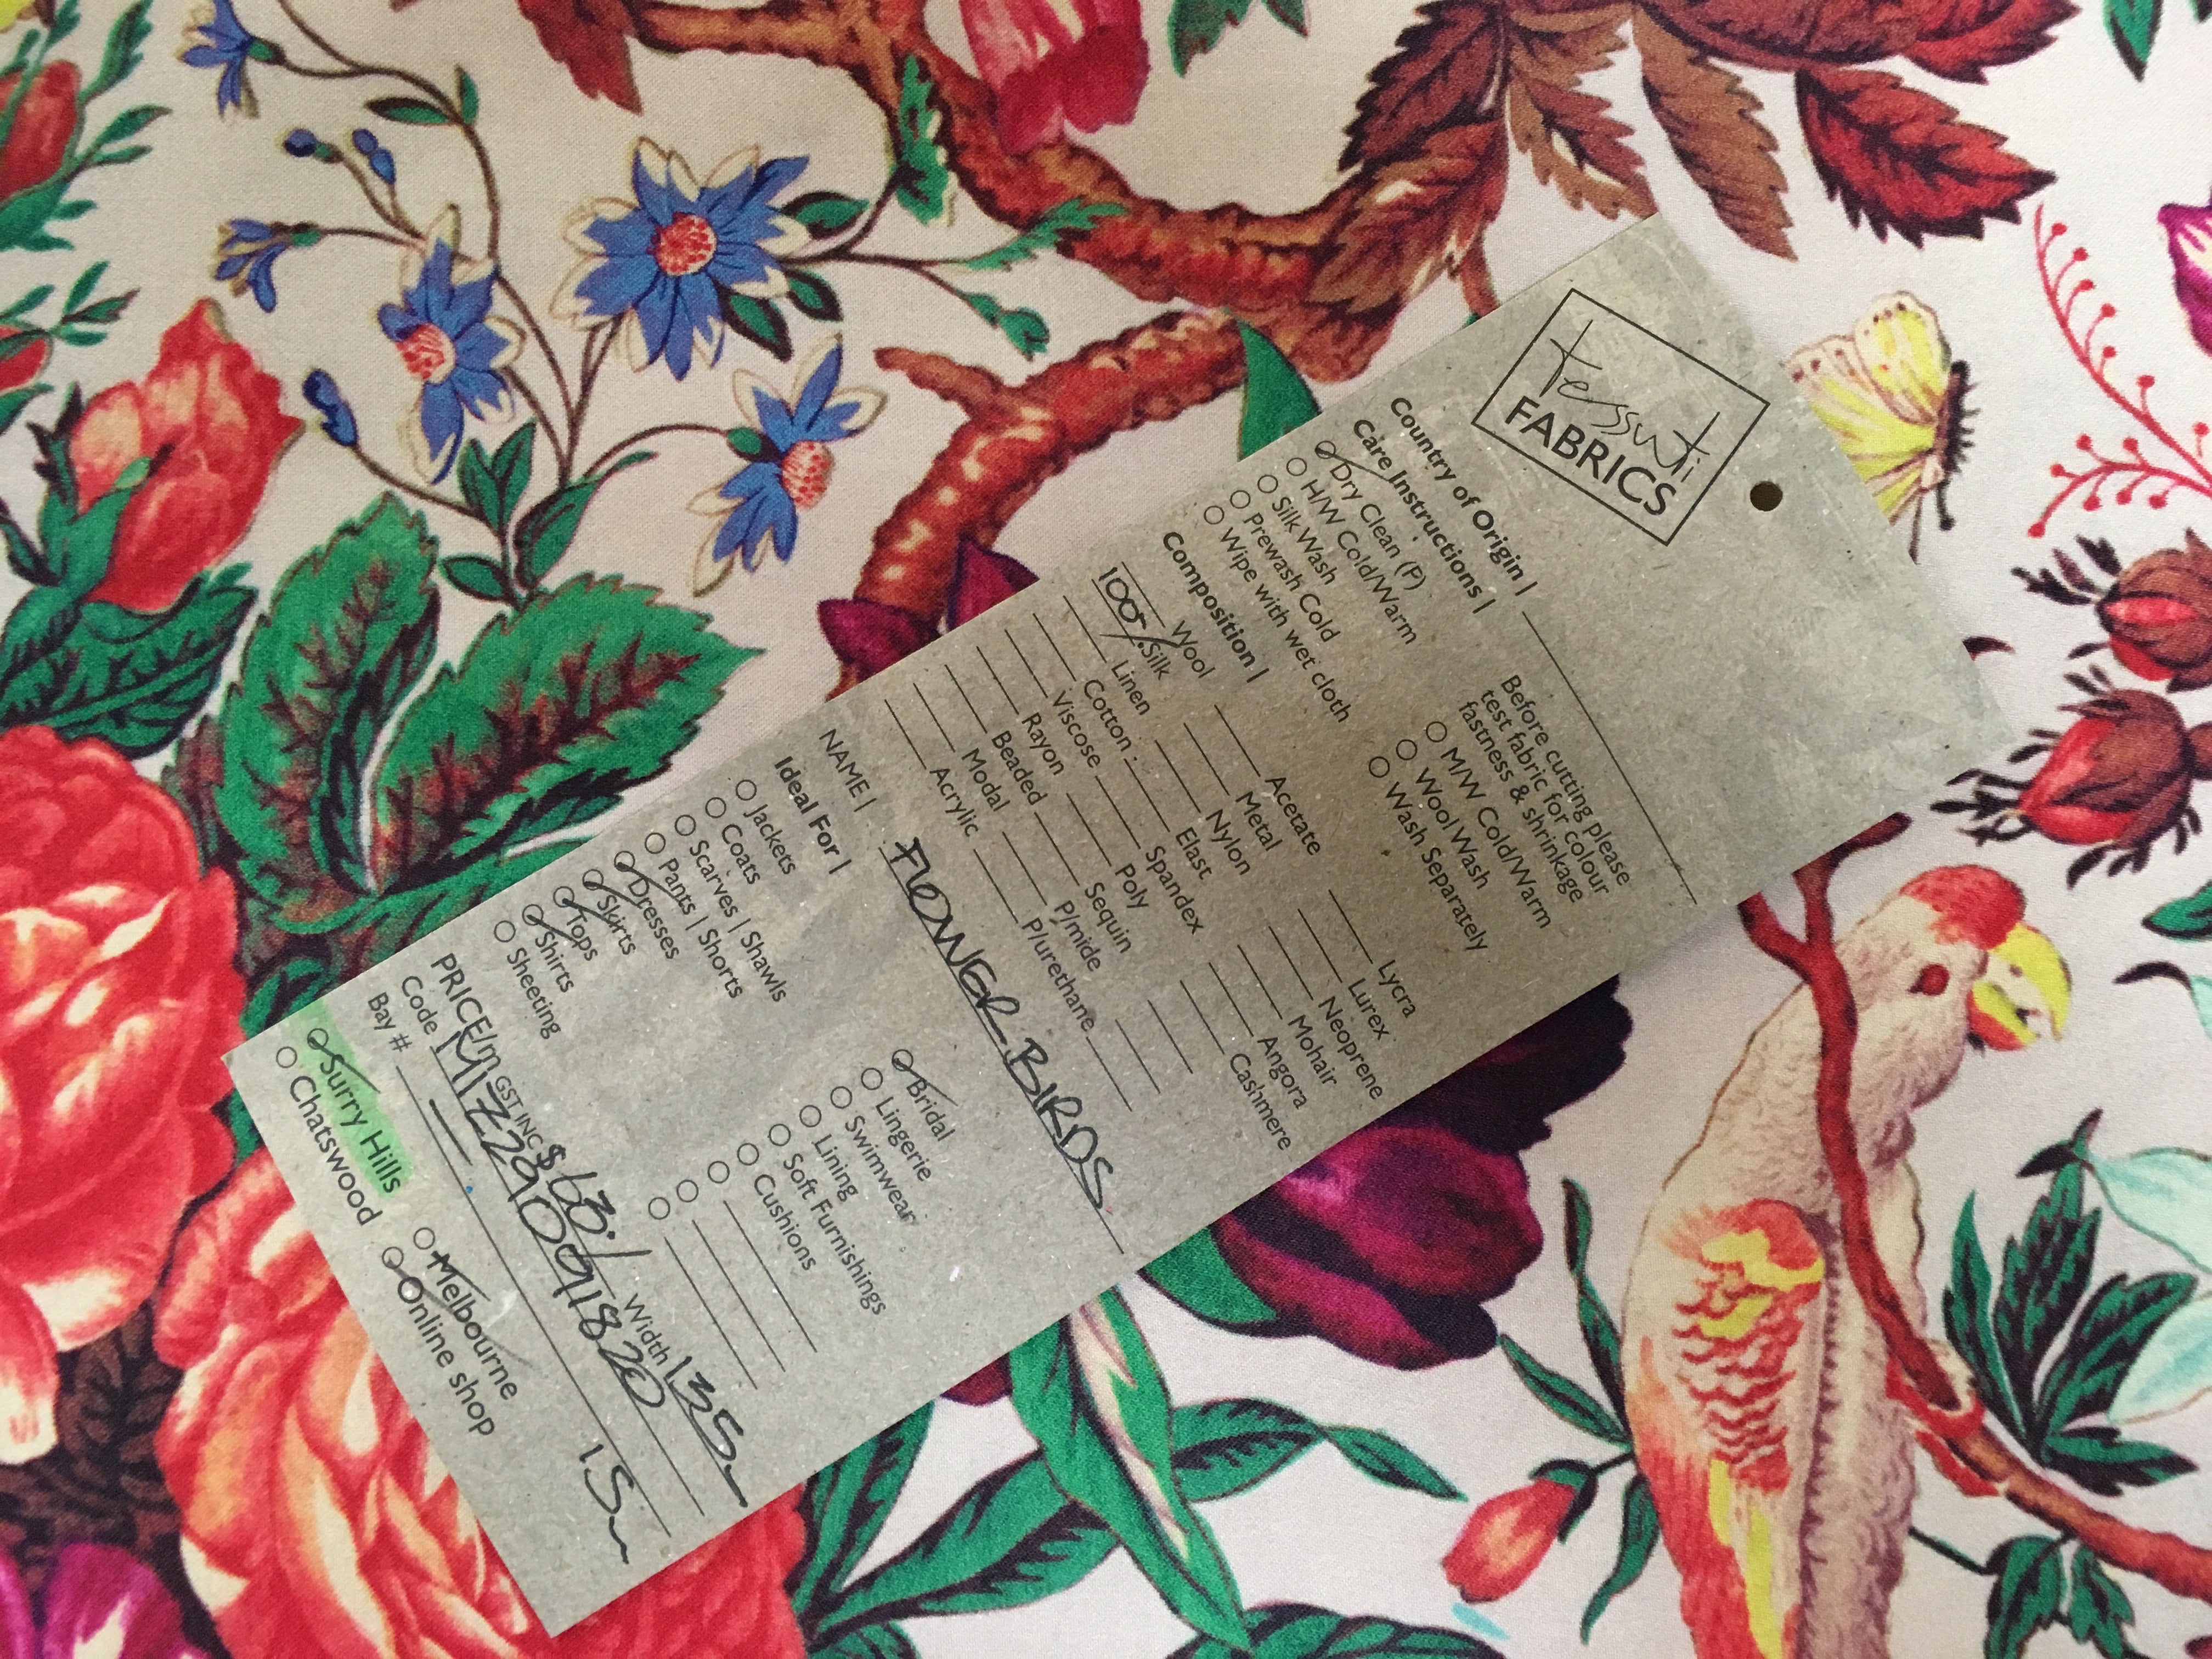 Tessuti
FABRICS
Country of Origin |
Care Instructions |
Dry Clean (P)
H/W Cold/Warm
Silk Wash
Prewash Cold
Wipe with wet cloth
Before cutting please
test fabric for colour
fastness & shrinkage
M/W Cold/Warm
Wool Wash
Wash Separately
Composition |
Wool
100% Silk
Linen
Cotton
Viscose
Rayon
Beaded
Modal
Acrylic
Acetate
Metal
Nylon
Elast
Spandex
Poly
Sequin
P/mide
P/urethane
Lycra
Lurex
Neoprene
Mohair
Angora
Cashmere
NAME | FLOWER BIRDS
Ideal For |
Jackets
Coats
Scarves | Shawls
Pants | Shorts
Dresses
Skirts
Tops
Shirts
Sheeting
Bridal
Lingerie
Swimwear
Lining
Soft Furnishings
Cushions
PRICE/m GST INC $63.- Width 135
Code
Bay # 15
Surry Hills
Chatswood
Melbourne
Online shop